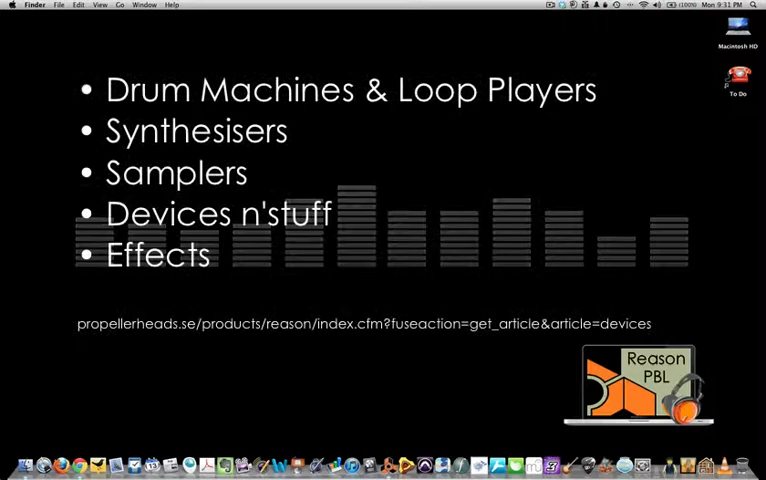 Finder File Edit View Go Window Help
(100%) Mon 9:31 PM
Macintosh HD
To Do
• Drum Machines & Loop Players
• Synthesisers
• Samplers
• Devices n'stuff
• Effects
propellerheads.se/products/reason/index.cfm?fuseaction=get_article&article=devices
Reason
PBL